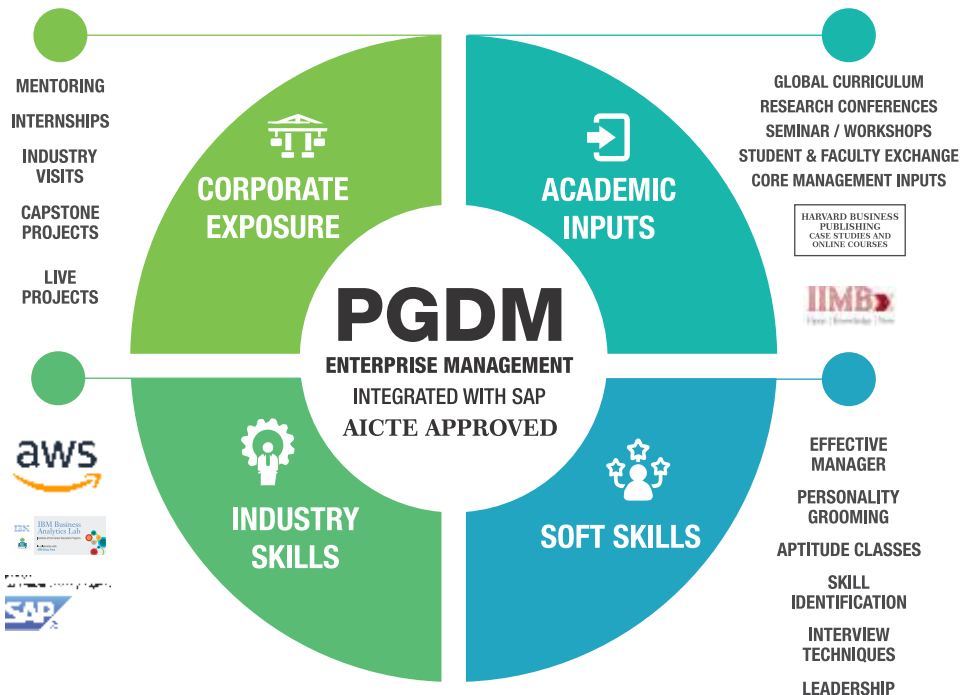 MENTORING
INTERNSHIPS
INDUSTRY
VISITS
CAPSTONE
PROJECTS
LIVE
PROJECTS
CORPORATE
EXPOSURE
ACADEMIC
INPUTS
GLOBAL CURRICULUM
RESEARCH CONFERENCES
SEMINAR / WORKSHOPS
STUDENT & FACULTY EXCHANGE
CORE MANAGEMENT INPUTS
HARVARD BUSINESS
PUBLISHING
CASE STUDIES AND
ONLINE COURSES
IIMBx
PGDM
ENTERPRISE MANAGEMENT
INTEGRATED WITH SAP
AICTE APPROVED
aws
IBM
IBM Business
Analytics Lab
SAP
INDUSTRY
SKILLS
SOFT SKILLS
EFFECTIVE
MANAGER
PERSONALITY
GROOMING
APTITUDE CLASSES
SKILL
IDENTIFICATION
INTERVIEW
TECHNIQUES
LEADERSHIP